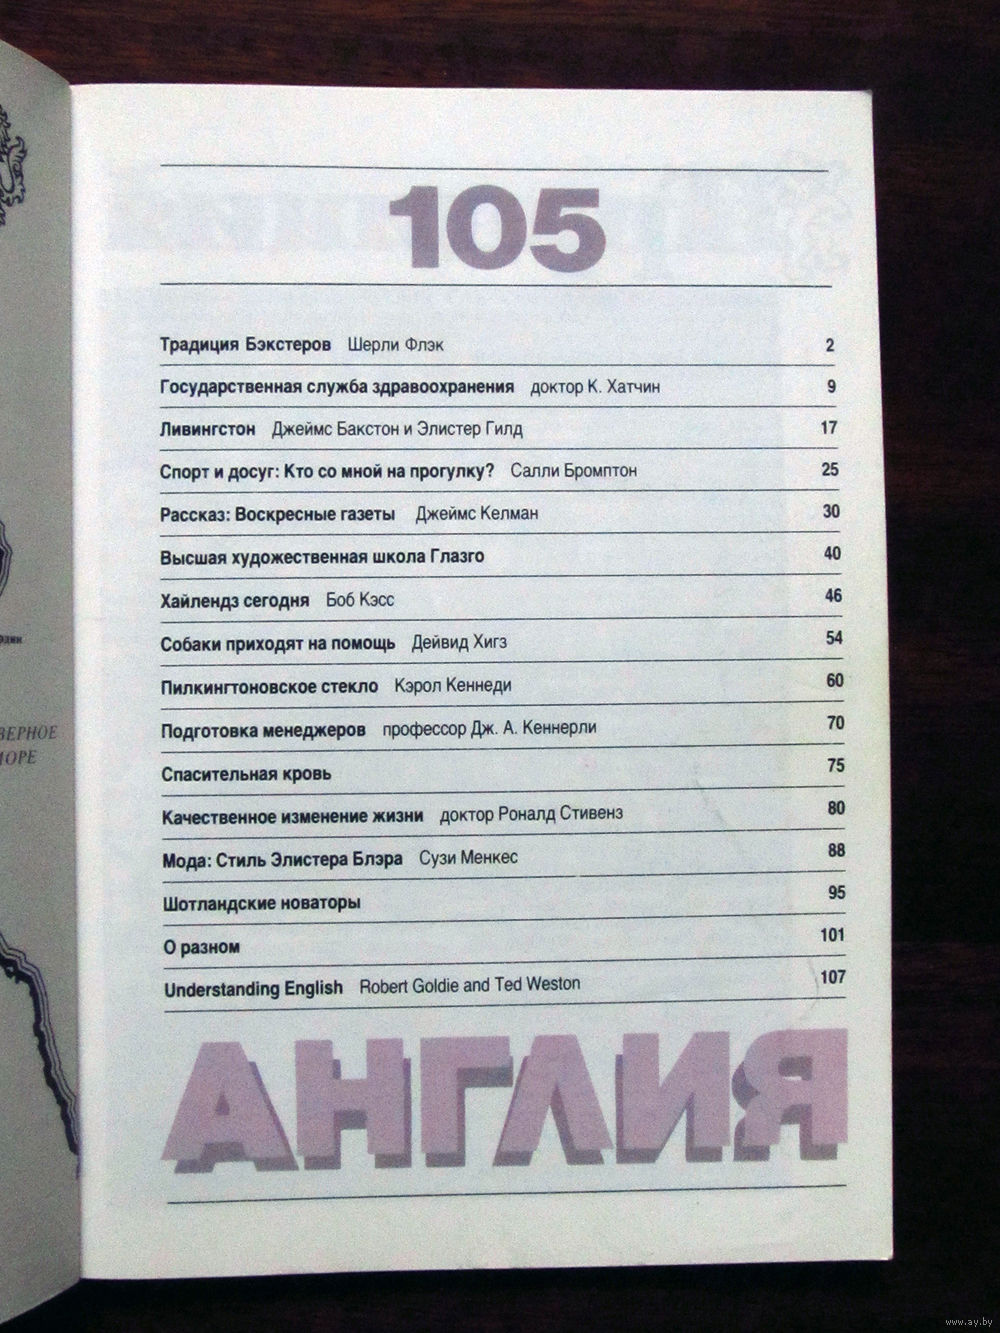 105
Традиция Бэкстеров Шерли Флэк 2
Государственная служба здравоохранения доктор К. Хатчин 9
Ливингстон Джеймс Бакстон и Элистер Гилд 17
Спорт и досуг: Кто со мной на прогулку? Салли Бромптон 25
Рассказ: Воскресные газеты Джеймс Келман 30
Высшая художественная школа Глазго 40
Хайлендз сегодня Боб Кэсс 46
Собаки приходят на помощь Дейвид Хигз 54
Пилкингтоновское стекло Кэрол Кеннеди 60
Подготовка менеджеров профессор Дж. А. Кеннерли 70
Спасительная кровь 75
Качественное изменение жизни доктор Роналд Стивенз 80
Мода: Стиль Элистера Блэра Сузи Менкес 88
Шотландские новаторы 95
О разном 101
Understanding English Robert Goldie and Ted Weston 107
АНГЛИЯ
ВЕРНОЕ
МОРЕ
www.ay.by